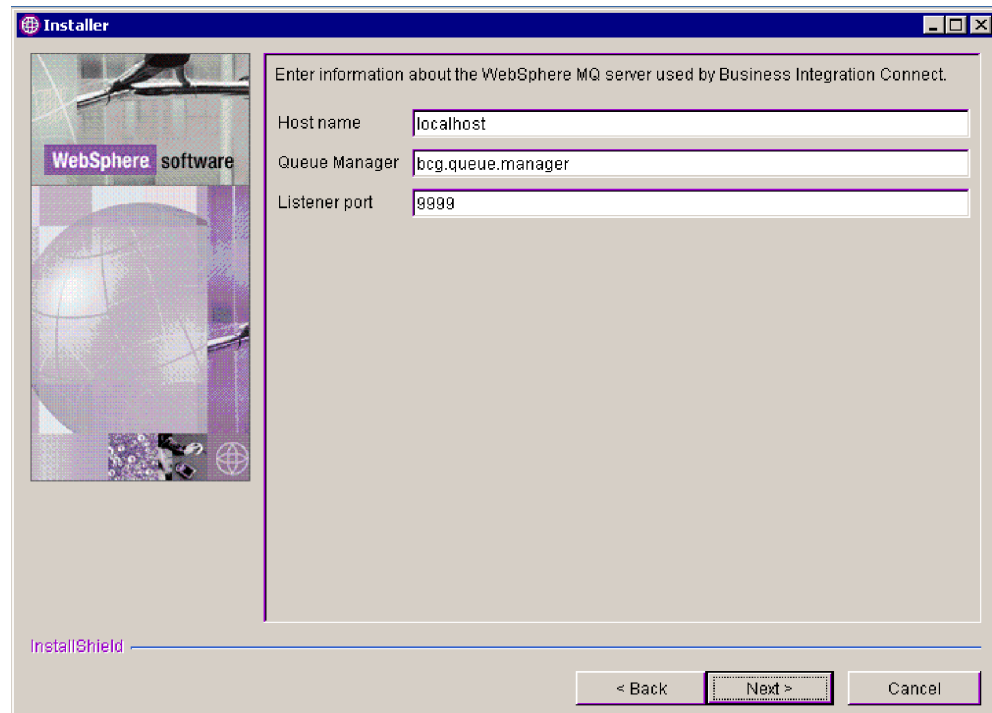 Installer
WebSphere software
Enter information about the WebSphere MQ server used by Business Integration Connect.
Host name localhost
Queue Manager bcg.queue.manager
Listener port 9999
InstallShield
< Back Next > Cancel